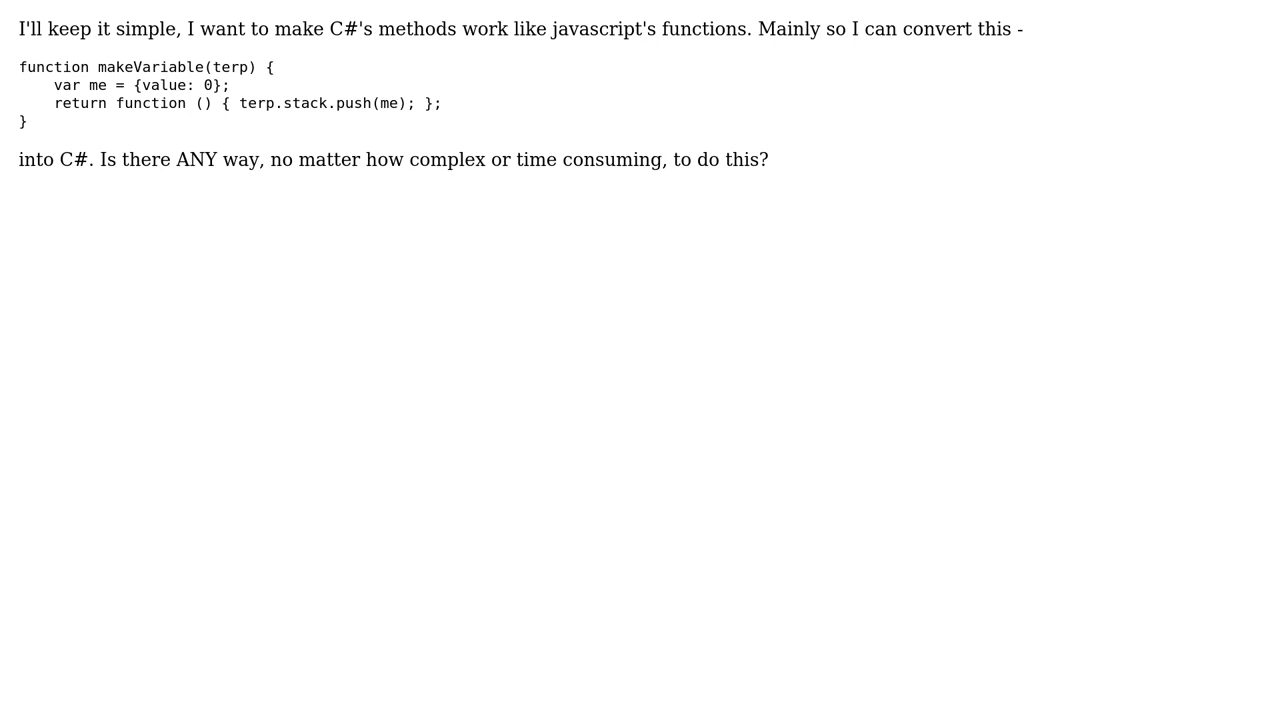 I'll keep it simple, I want to make C#'s methods work like javascript's functions. Mainly so I can convert this -
function makeVariable(terp) {
    var me = {value: 0};
    return function () { terp.stack.push(me); };
}
into C#. Is there ANY way, no matter how complex or time consuming, to do this?